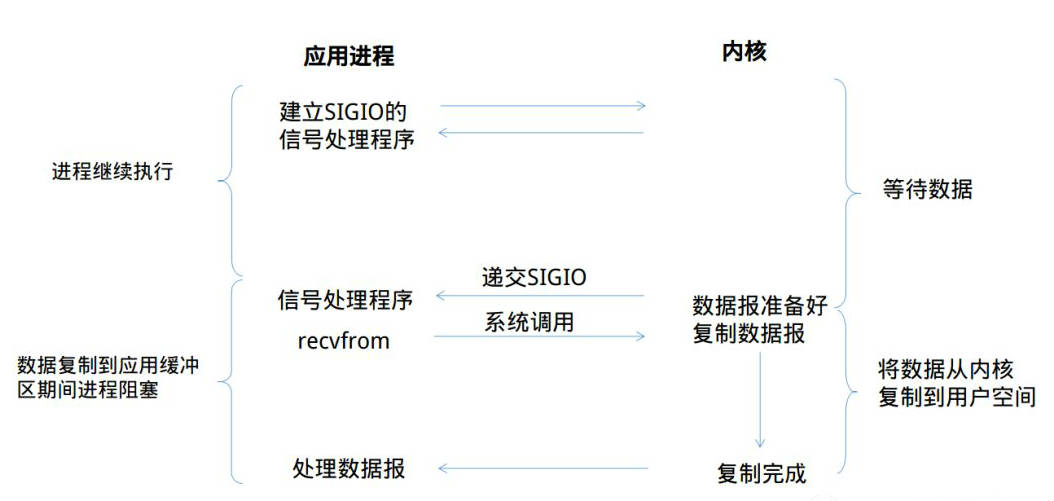 应用进程
内核
建立SIGIO的
信号处理程序
进程继续执行
等待数据
递交SIGIO
信号处理程序
数据报准备好
系统调用
recvfrom
复制数据报
数据复制到应用缓冲
区期间进程阻塞
将数据从内核
复制到用户空间
处理数据报
复制完成